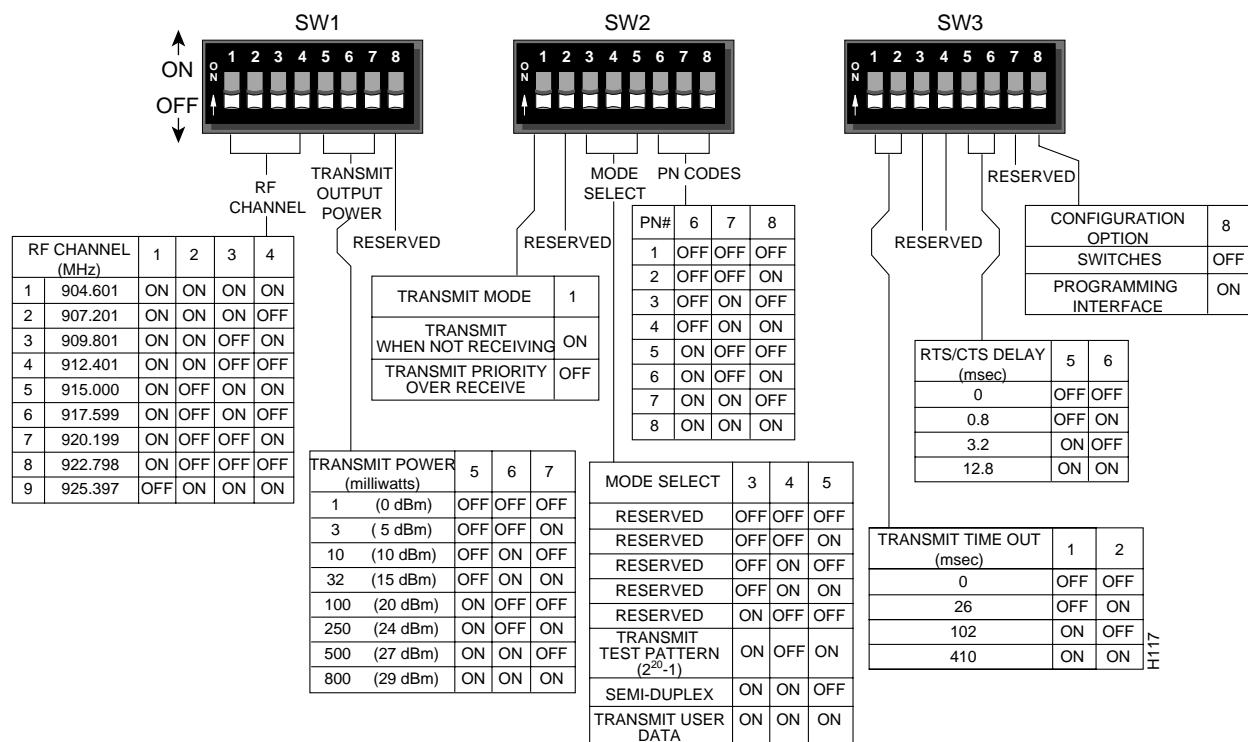 SW1
SW2
SW3
ON
OFF
ON
1 2 3 4 5 6 7 8
ON
1 2 3 4 5 6 7 8
ON
1 2 3 4 5 6 7 8
RF
CHANNEL
TRANSMIT
OUTPUT
POWER
RESERVED
RESERVED
MODE
SELECT
PN CODES
RESERVED
RESERVED
RF CHANNEL (MHz) 1 2 3 4
1 904.601 ON ON ON ON
2 907.201 ON ON ON OFF
3 909.801 ON ON OFF ON
4 912.401 ON ON OFF OFF
5 915.000 ON OFF ON ON
6 917.599 ON OFF ON OFF
7 920.199 ON OFF OFF ON
8 922.798 ON OFF OFF OFF
9 925.397 OFF ON ON ON
TRANSMIT MODE 1
TRANSMIT
WHEN NOT RECEIVING ON
TRANSMIT PRIORITY
OVER RECEIVE OFF
PN# 6 7 8
1 OFF OFF OFF
2 OFF OFF ON
3 OFF ON OFF
4 OFF ON ON
5 ON OFF OFF
6 ON OFF ON
7 ON ON OFF
8 ON ON ON
CONFIGURATION
OPTION 8
SWITCHES OFF
PROGRAMMING
INTERFACE ON
RTS/CTS DELAY
(msec) 5 6
0 OFF OFF
0.8 OFF ON
3.2 ON OFF
12.8 ON ON
TRANSMIT POWER
(milliwatts) 5 6 7
1 (0 dBm) OFF OFF OFF
3 ( 5 dBm) OFF OFF ON
10 (10 dBm) OFF ON OFF
32 (15 dBm) OFF ON ON
100 (20 dBm) ON OFF OFF
250 (24 dBm) ON OFF ON
500 (27 dBm) ON ON OFF
800 (29 dBm) ON ON ON
MODE SELECT 3 4 5
RESERVED OFF OFF OFF
RESERVED OFF OFF ON
RESERVED OFF ON OFF
RESERVED OFF ON ON
RESERVED ON OFF OFF
TRANSMIT
TEST PATTERN ON OFF ON
(2²⁰-1)
SEMI-DUPLEX ON ON OFF
TRANSMIT USER
DATA ON ON ON
TRANSMIT TIME OUT
(msec) 1 2
0 OFF OFF
26 OFF ON
102 ON OFF
410 ON ON
H117